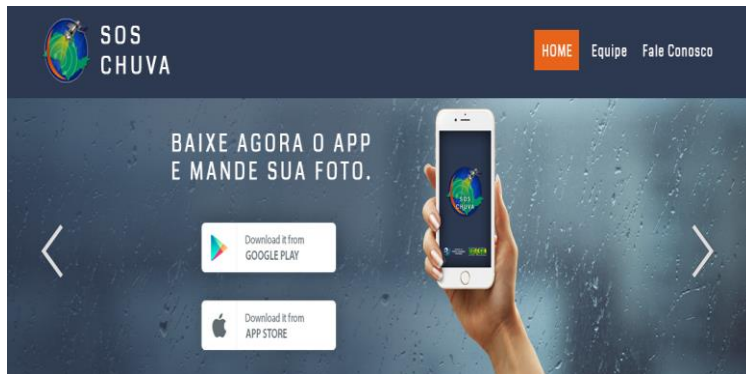 SOS
CHUVA
HOME Equipe Fale Conosco
BAIXE AGORA O APP
E MANDE SUA FOTO.
Download it from
GOOGLE PLAY
Download it from
APP STORE
SOS
CHUVA